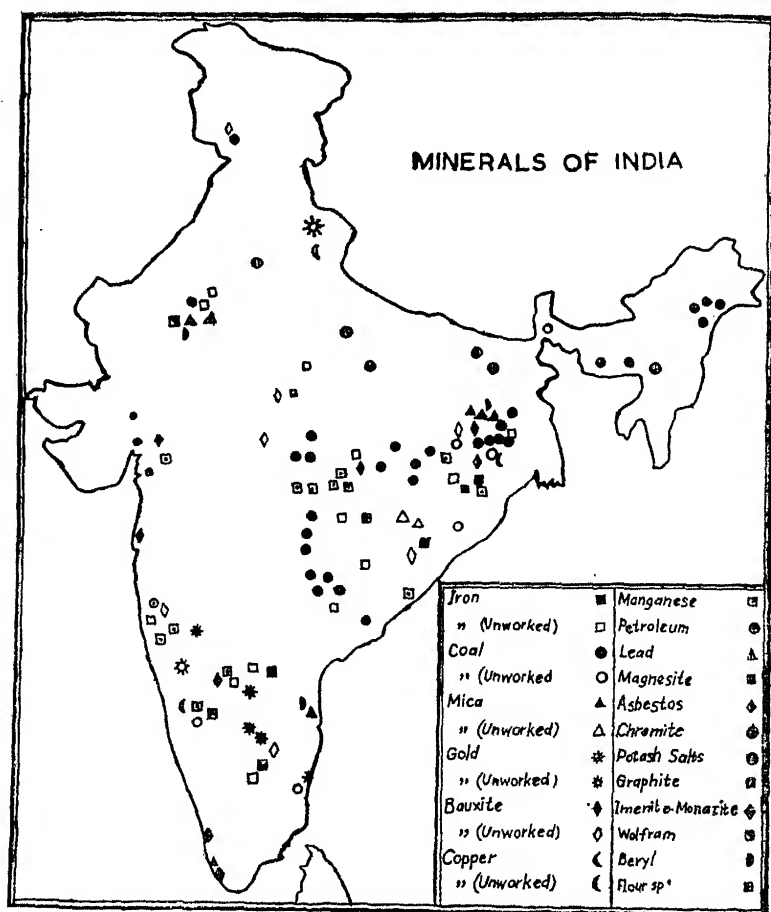 MINERALS OF INDIA
Iron
" (Unworked)
Coal
" (Unworked
Mica
" (Unworked)
Gold
" (Unworked)
Bauxite
" (Unworked)
Copper
" (Unworked)
Manganese
Petroleum
Lead
Magnesite
Asbestos
Chromite
Potash Salts
Graphite
Imenite-Monazite
Wolfram
Beryl
Flour sp.